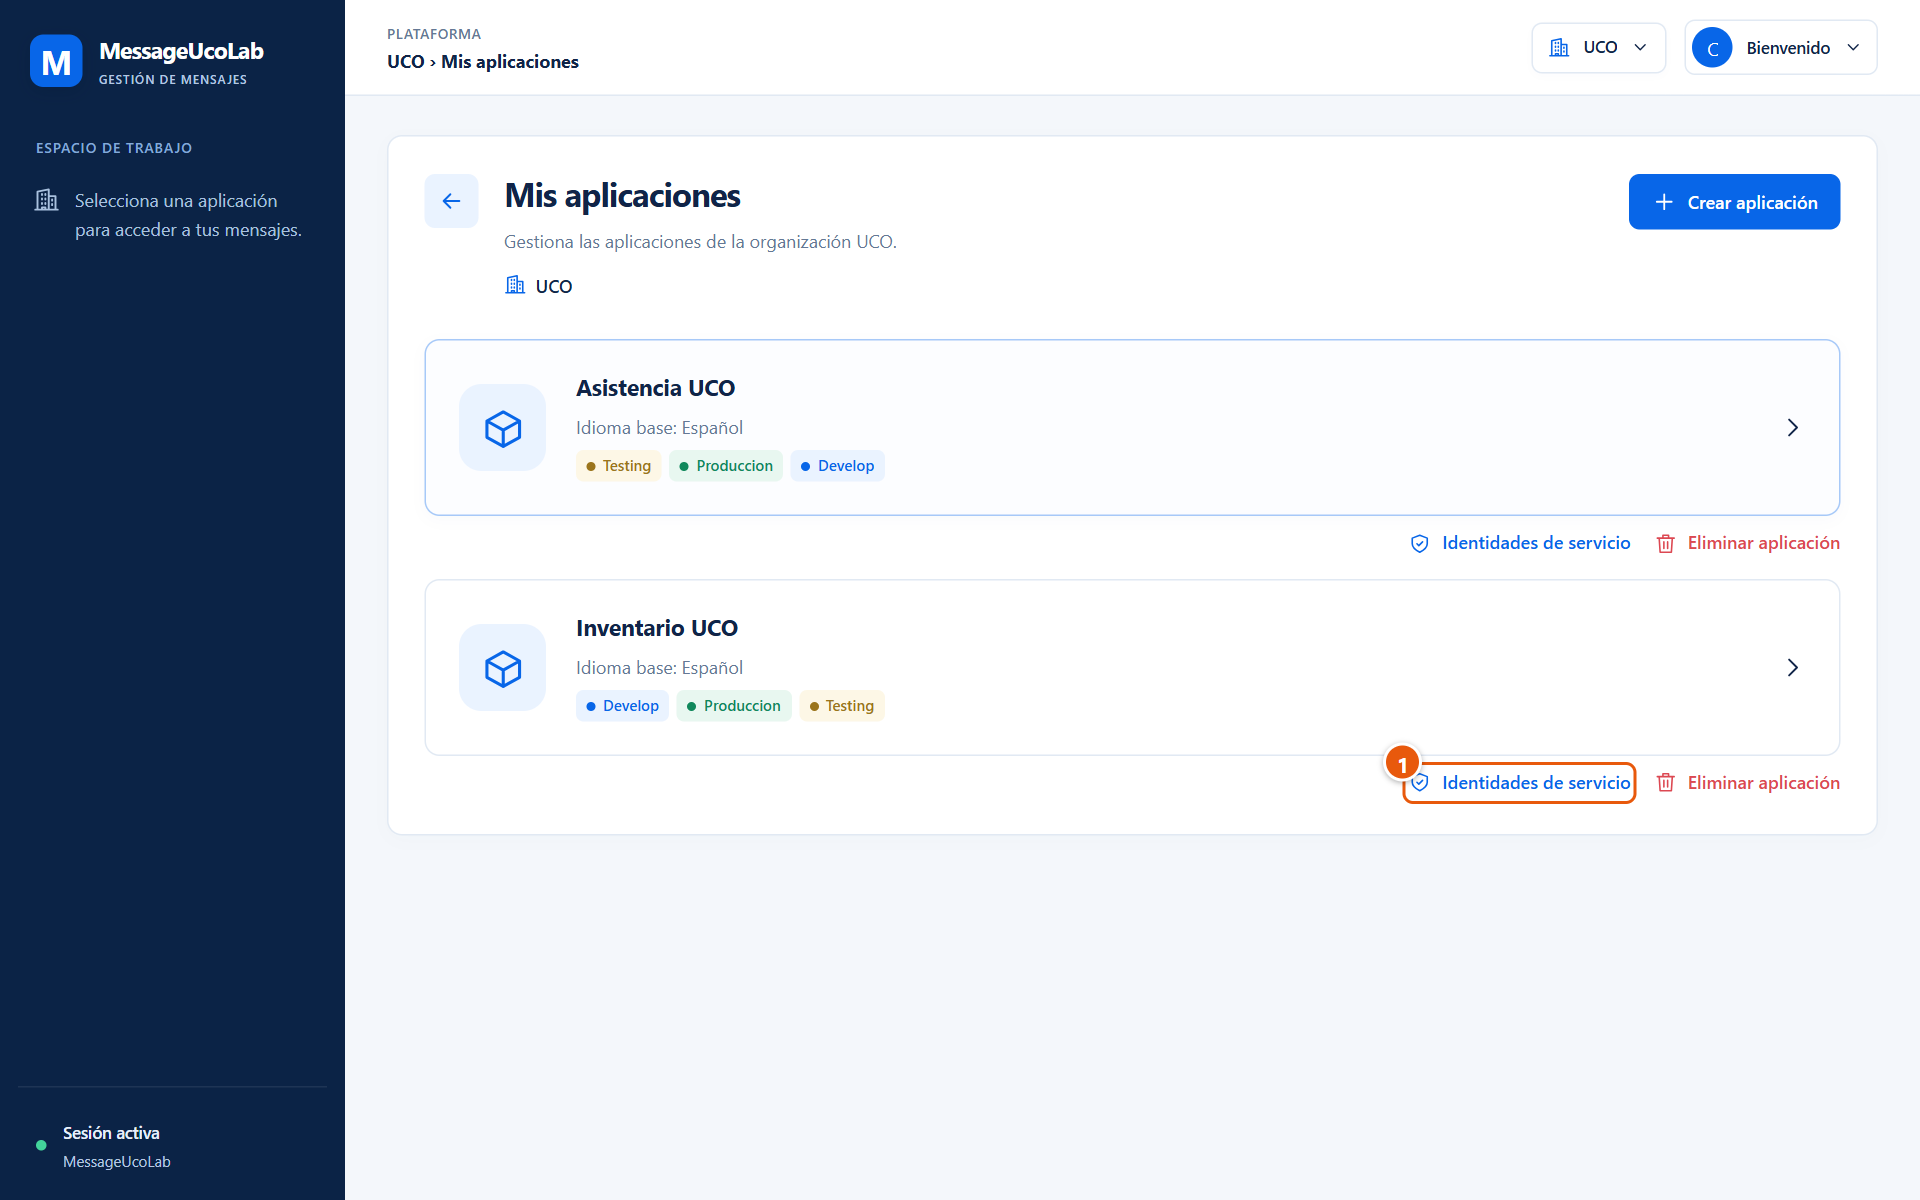 M
MessageUcoLab
GESTIÓN DE MENSAJES
ESPACIO DE TRABAJO
Selecciona una aplicación
para acceder a tus mensajes.
Sesión activa
MessageUcoLab
PLATAFORMA
UCO › Mis aplicaciones
UCO
C
Bienvenido
Mis aplicaciones
Gestiona las aplicaciones de la organización UCO.
UCO
Crear aplicación
Asistencia UCO
Idioma base: Español
Testing Produccion Develop
Identidades de servicio
Eliminar aplicación
Inventario UCO
Idioma base: Español
Develop Produccion Testing
1
Identidades de servicio
Eliminar aplicación